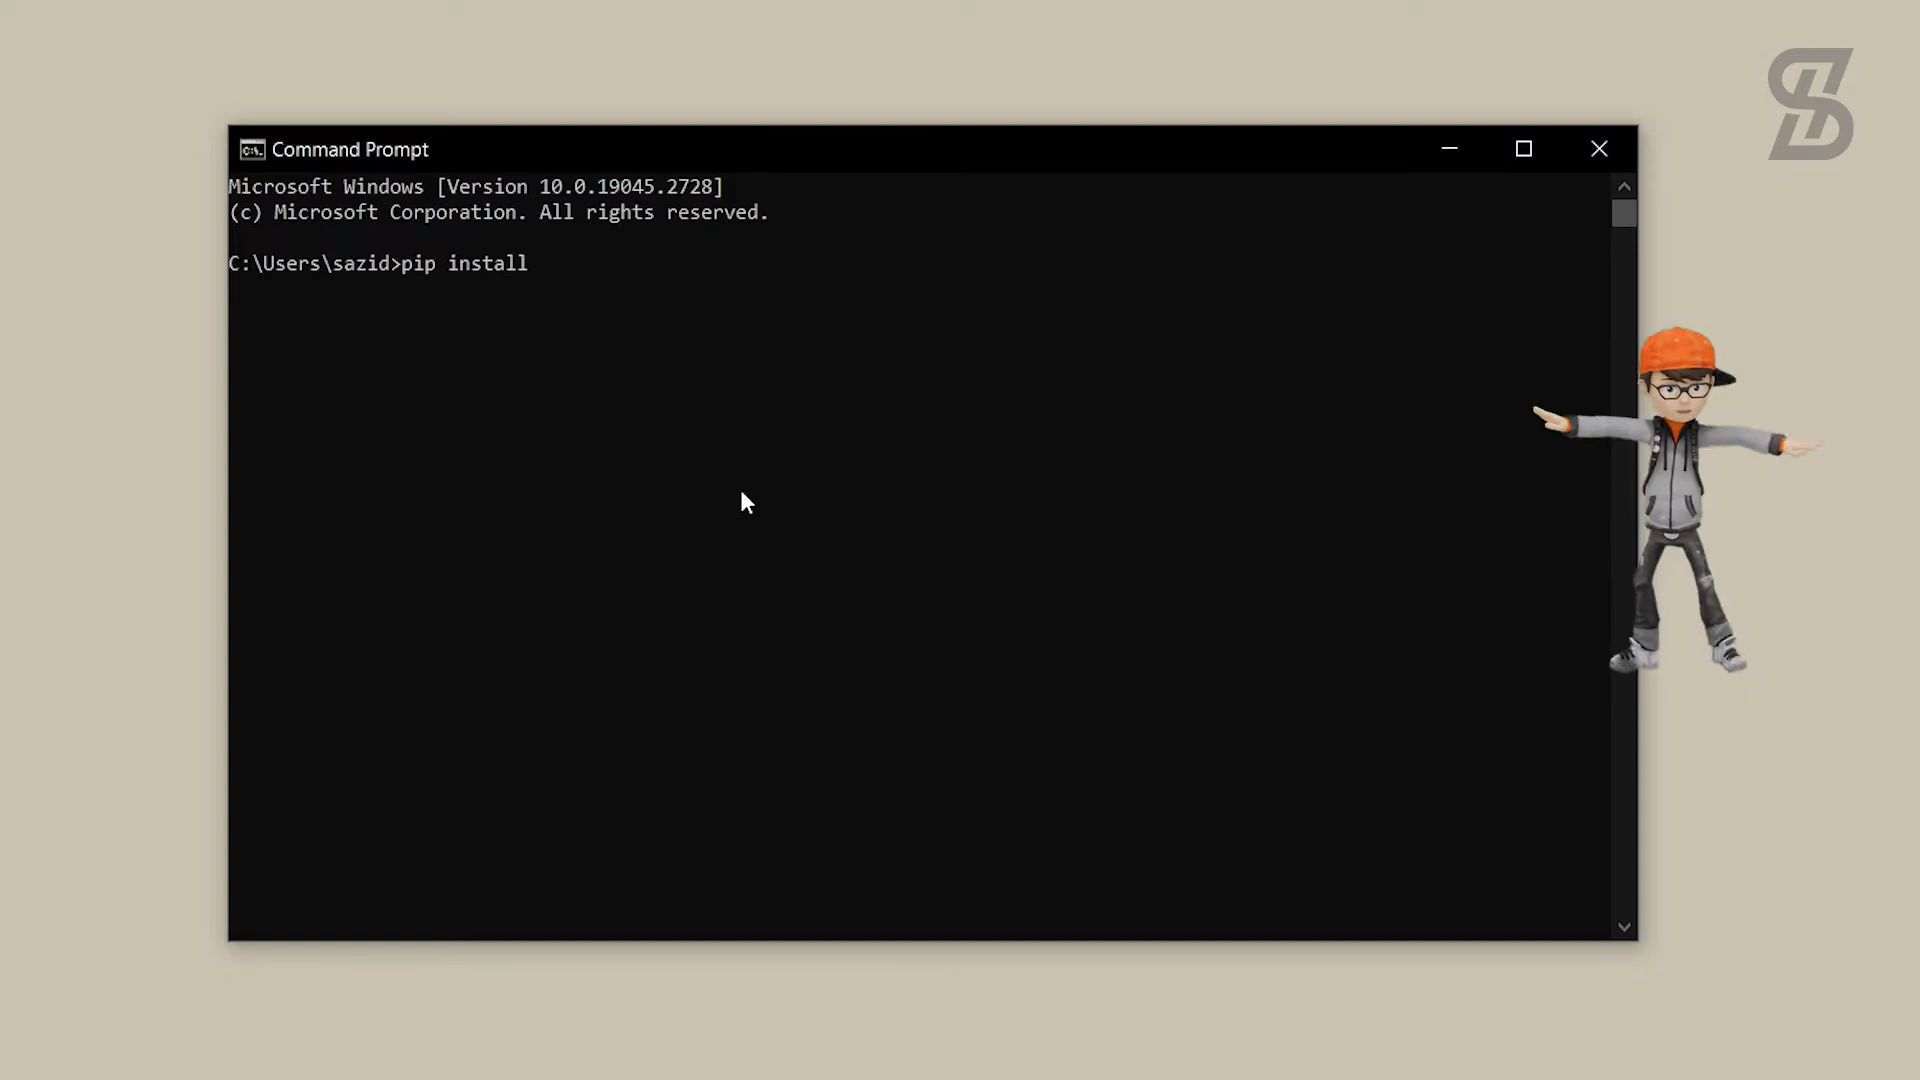 Command Prompt
Microsoft Windows [Version 10.0.19045.2728]
(c) Microsoft Corporation. All rights reserved.
C:\Users\sazid>pip install